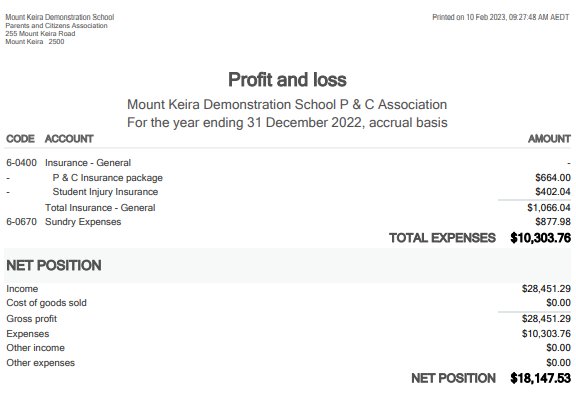 Mount Keira Demonstration School
Printed on 10 Feb 2023, 09:27:48 AM AEDT
Parents and Citizens Association
255 Mount Keira Road
Mount Keira 2500
Profit and loss
Mount Keira Demonstration School P & C Association
For the year ending 31 December 2022, accrual basis
CODE ACCOUNT AMOUNT
6-0400 Insurance - General -
- P & C Insurance package $664.00
- Student Injury Insurance $402.04
Total Insurance - General $1,066.04
6-0670 Sundry Expenses $877.98
TOTAL EXPENSES $10,303.76
NET POSITION
Income $28,451.29
Cost of goods sold $0.00
Gross profit $28,451.29
Expenses $10,303.76
Other income $0.00
Other expenses $0.00
NET POSITION $18,147.53